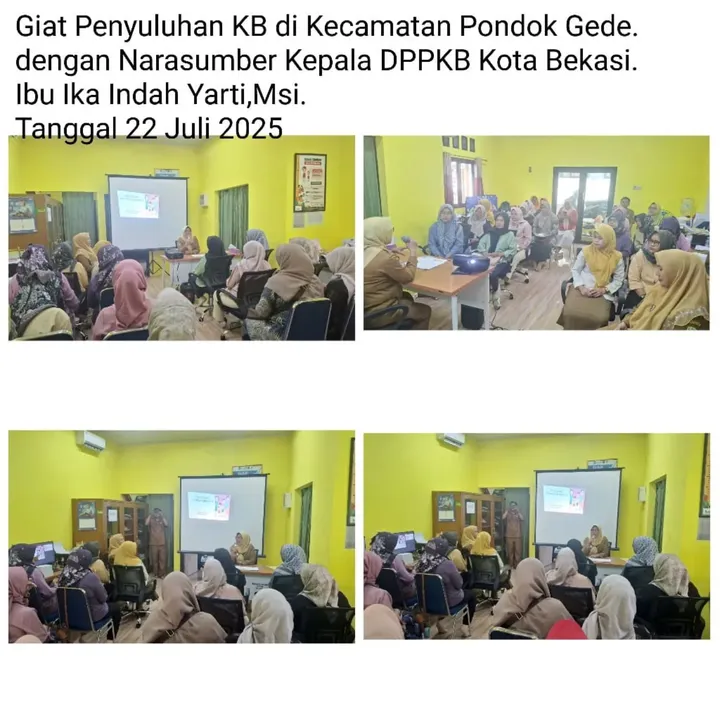 Giat Penyuluhan KB di Kecamatan Pondok Gede.
dengan Narasumber Kepala DPPKB Kota Bekasi.
Ibu Ika Indah Yarti,Msi.
Tanggal 22 Juli 2025